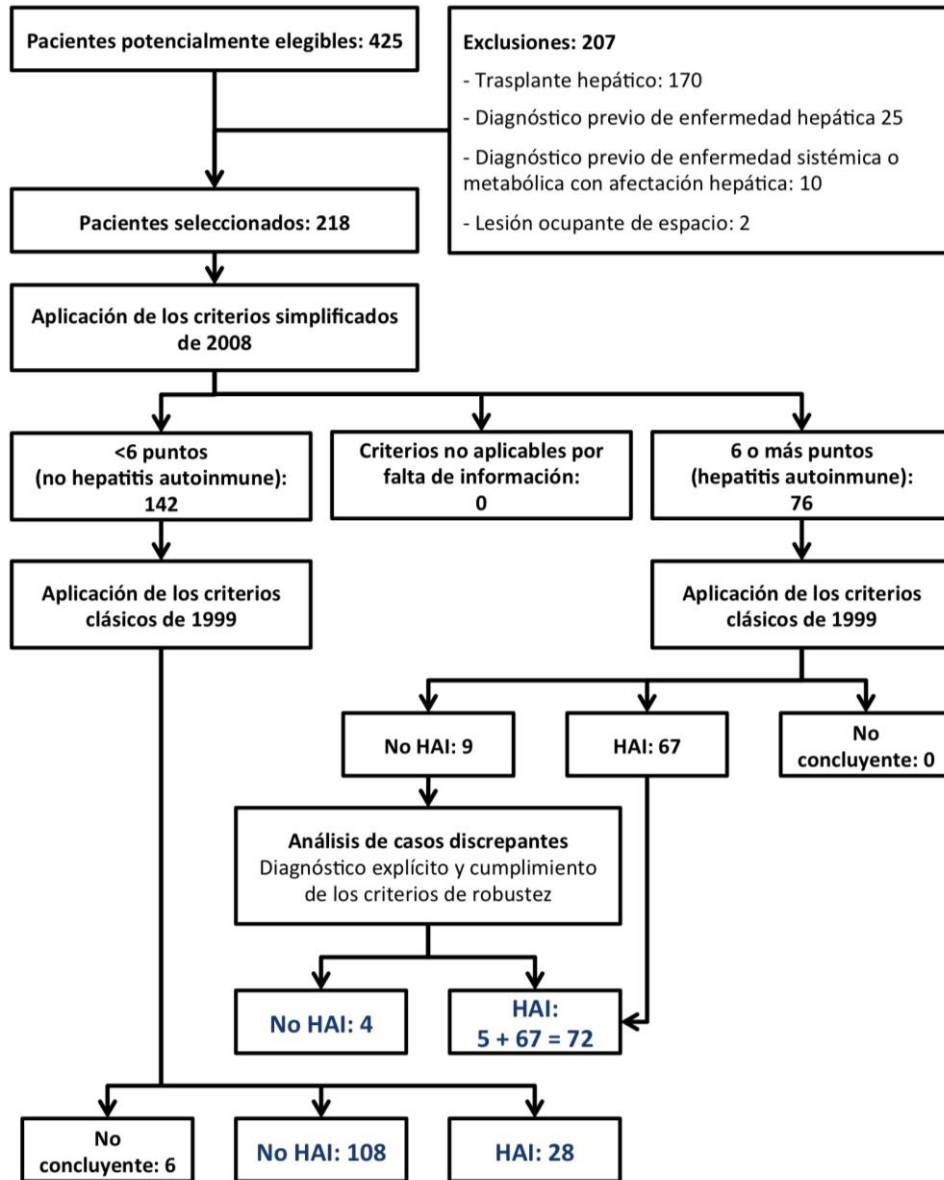 Pacientes potencialmente elegibles: 425
Exclusiones: 207
- Trasplante hepático: 170
- Diagnóstico previo de enfermedad hepática 25
- Diagnóstico previo de enfermedad sistémica o
metabólica con afectación hepática: 10
- Lesión ocupante de espacio: 2
Pacientes seleccionados: 218
Aplicación de los criterios simplificados
de 2008
<6 puntos
(no hepatitis autoinmune):
142
Criterios no aplicables por
falta de información:
0
6 o más puntos
(hepatitis autoinmune):
76
Aplicación de los criterios
clásicos de 1999
Aplicación de los criterios
clásicos de 1999
No HAI: 9
HAI: 67
No
concluyente: 0
Análisis de casos discrepantes
Diagnóstico explícito y cumplimiento
de los criterios de robustez
No HAI: 4
HAI:
5 + 67 = 72
No
concluyente: 6
No HAI: 108
HAI: 28